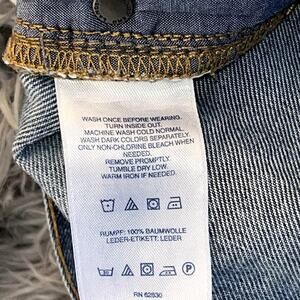 WASH ONCE BEFORE WEARING.
TURN INSIDE OUT.
MACHINE WASH COLD NORMAL.
WASH DARK COLORS SEPARATELY.
ONLY NON-CHLORINE BLEACH WHEN
NEEDED.
REMOVE PROMPTLY.
TUMBLE DRY LOW.
WARM IRON IF NEEDED.
RUMPF: 100% BAUMWOLLE
LEDER-ETIKETT: LEDER
P
RN 62830